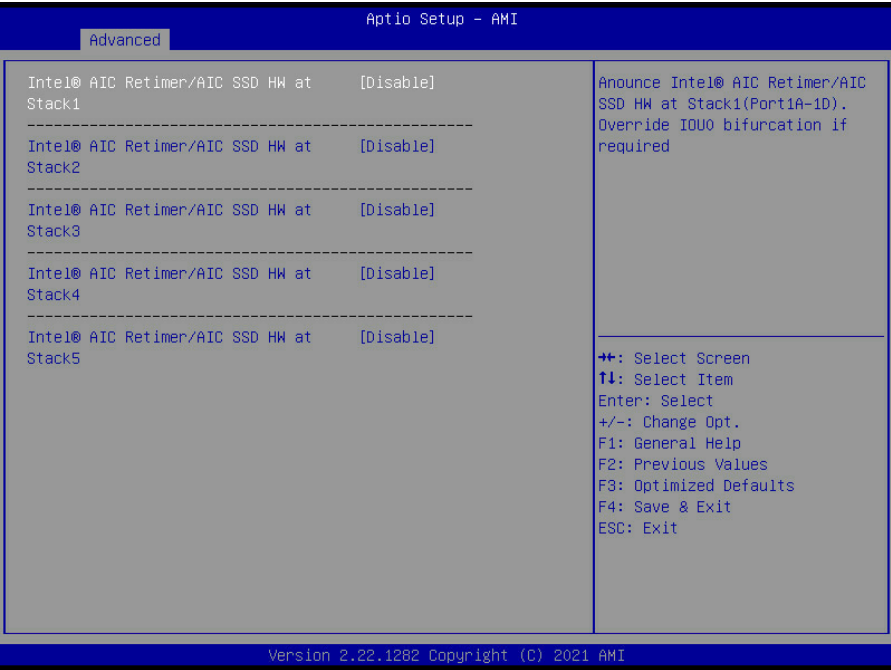 Aptio Setup – AMI
Advanced
Intel® AIC Retimer/AIC SSD HW at [Disable]
Stack1
--------------------------------------------------
Intel® AIC Retimer/AIC SSD HW at [Disable]
Stack2
--------------------------------------------------
Intel® AIC Retimer/AIC SSD HW at [Disable]
Stack3
--------------------------------------------------
Intel® AIC Retimer/AIC SSD HW at [Disable]
Stack4
--------------------------------------------------
Intel® AIC Retimer/AIC SSD HW at [Disable]
Stack5
Anounce Intel® AIC Retimer/AIC
SSD HW at Stack1(Port1A-1D).
Override IOU0 bifurcation if
required
→←: Select Screen
↑↓: Select Item
Enter: Select
+/-: Change Opt.
F1: General Help
F2: Previous Values
F3: Optimized Defaults
F4: Save & Exit
ESC: Exit
Version 2.22.1282 Copyright (C) 2021 AMI